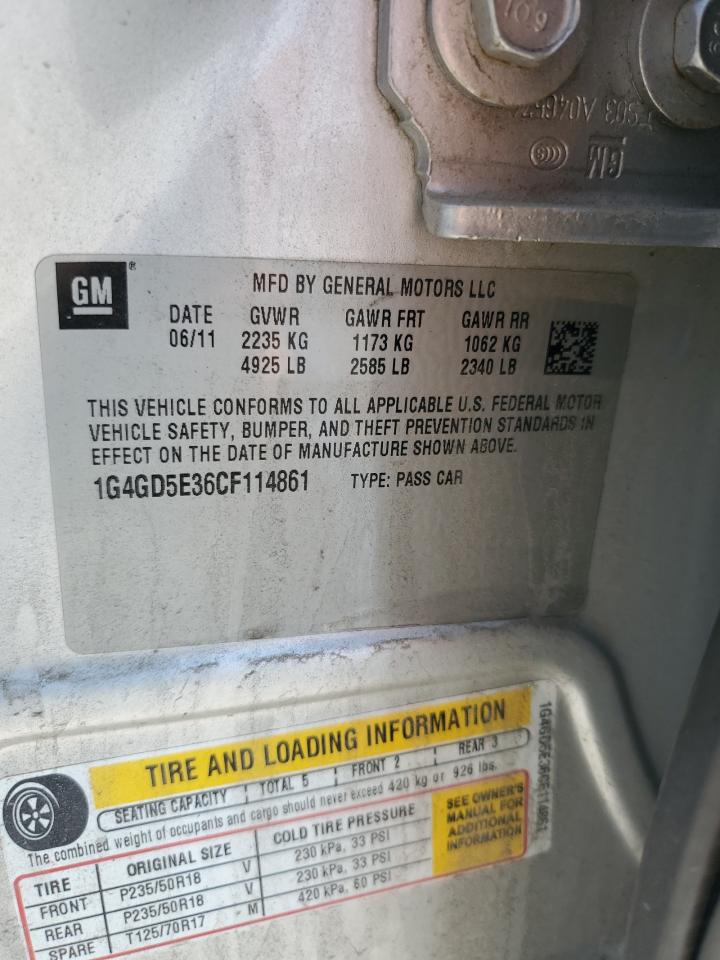 109
TS03 A046
GM
GM
MFD BY GENERAL MOTORS LLC
DATE GVWR GAWR FRT GAWR RR
06/11 2235 KG 1173 KG 1062 KG
4925 LB 2585 LB 2340 LB
THIS VEHICLE CONFORMS TO ALL APPLICABLE U.S. FEDERAL MOTOR
VEHICLE SAFETY, BUMPER, AND THEFT PREVENTION STANDARDS IN
EFFECT ON THE DATE OF MANUFACTURE SHOWN ABOVE.
1G4GD5E36CF114861 TYPE: PASS CAR
TIRE AND LOADING INFORMATION
SEATING CAPACITY TOTAL 5 FRONT 2 REAR 3
The combined weight of occupants and cargo should never exceed 420 kg or 926 lbs.
TIRE ORIGINAL SIZE COLD TIRE PRESSURE
FRONT P235/50R18 V 230 kPa, 33 PSI
REAR P235/50R18 V 230 kPa, 33 PSI
SPARE T125/70R17 M 420 kPa, 60 PSI
SEE OWNER'S
MANUAL FOR
ADDITIONAL
INFORMATION
1G4GD5E36CF114861